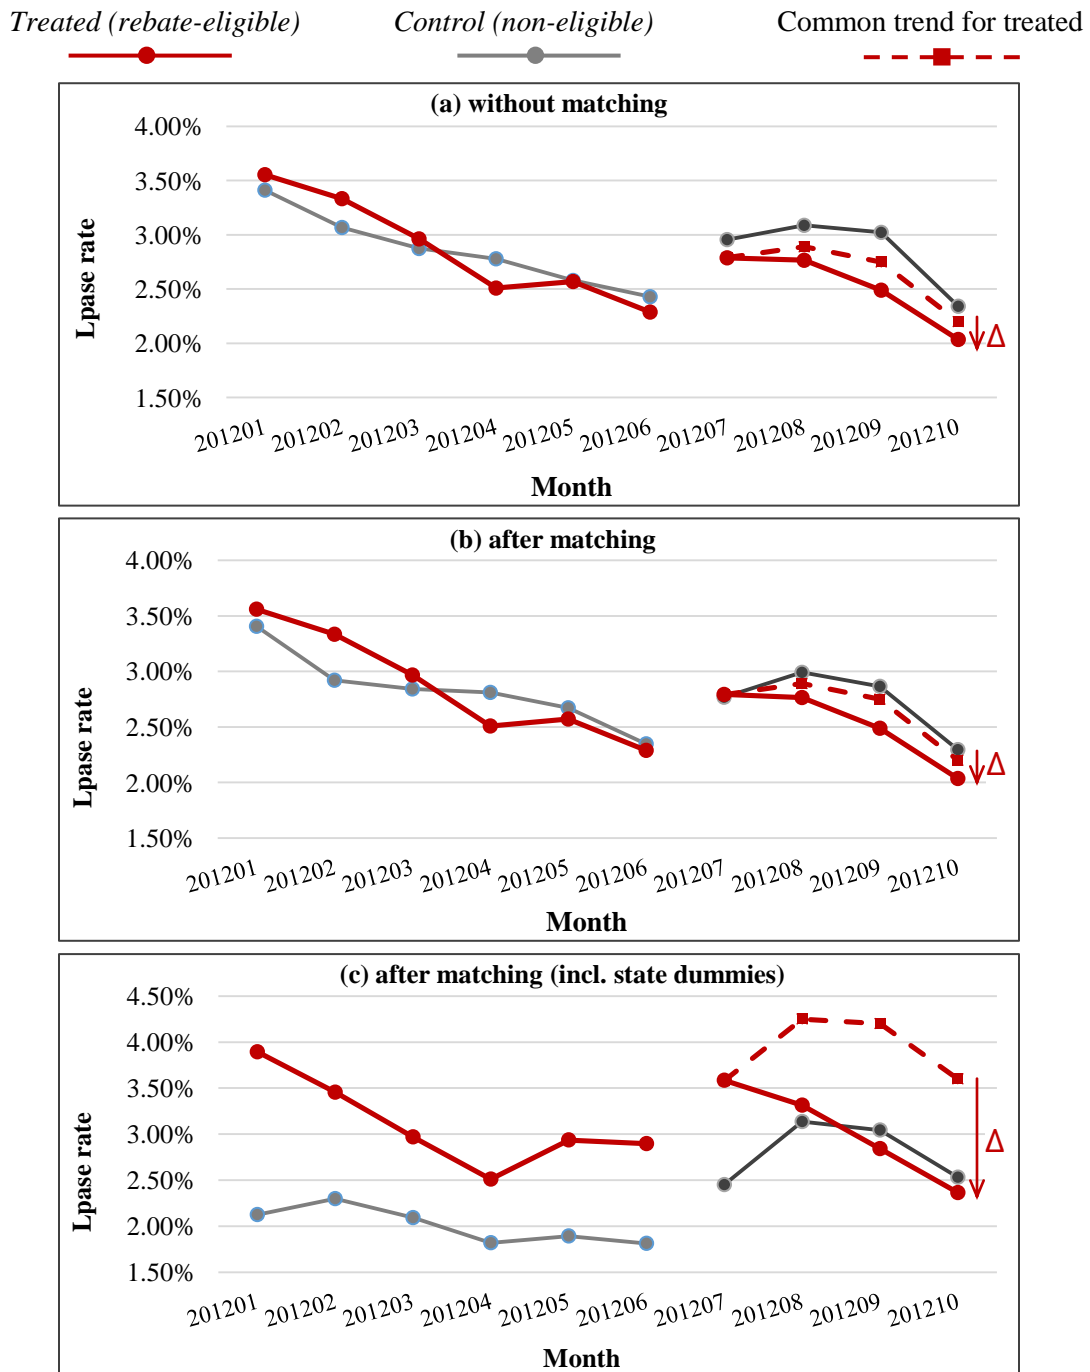 Treated (rebate-eligible) Control (non-eligible) Common trend for treated
(a) without matching
4.00%
3.50%
3.00%
2.50%
2.00%
1.50%
Lpase rate
Δ
201201 201202 201203 201204 201205 201206 201207 201208 201209 201210
Month
(b) after matching
4.00%
3.50%
3.00%
2.50%
2.00%
1.50%
Lpase rate
Δ
201201 201202 201203 201204 201205 201206 201207 201208 201209 201210
Month
(c) after matching (incl. state dummies)
4.50%
4.00%
3.50%
3.00%
2.50%
2.00%
1.50%
Lpase rate
Δ
201201 201202 201203 201204 201205 201206 201207 201208 201209 201210
Month